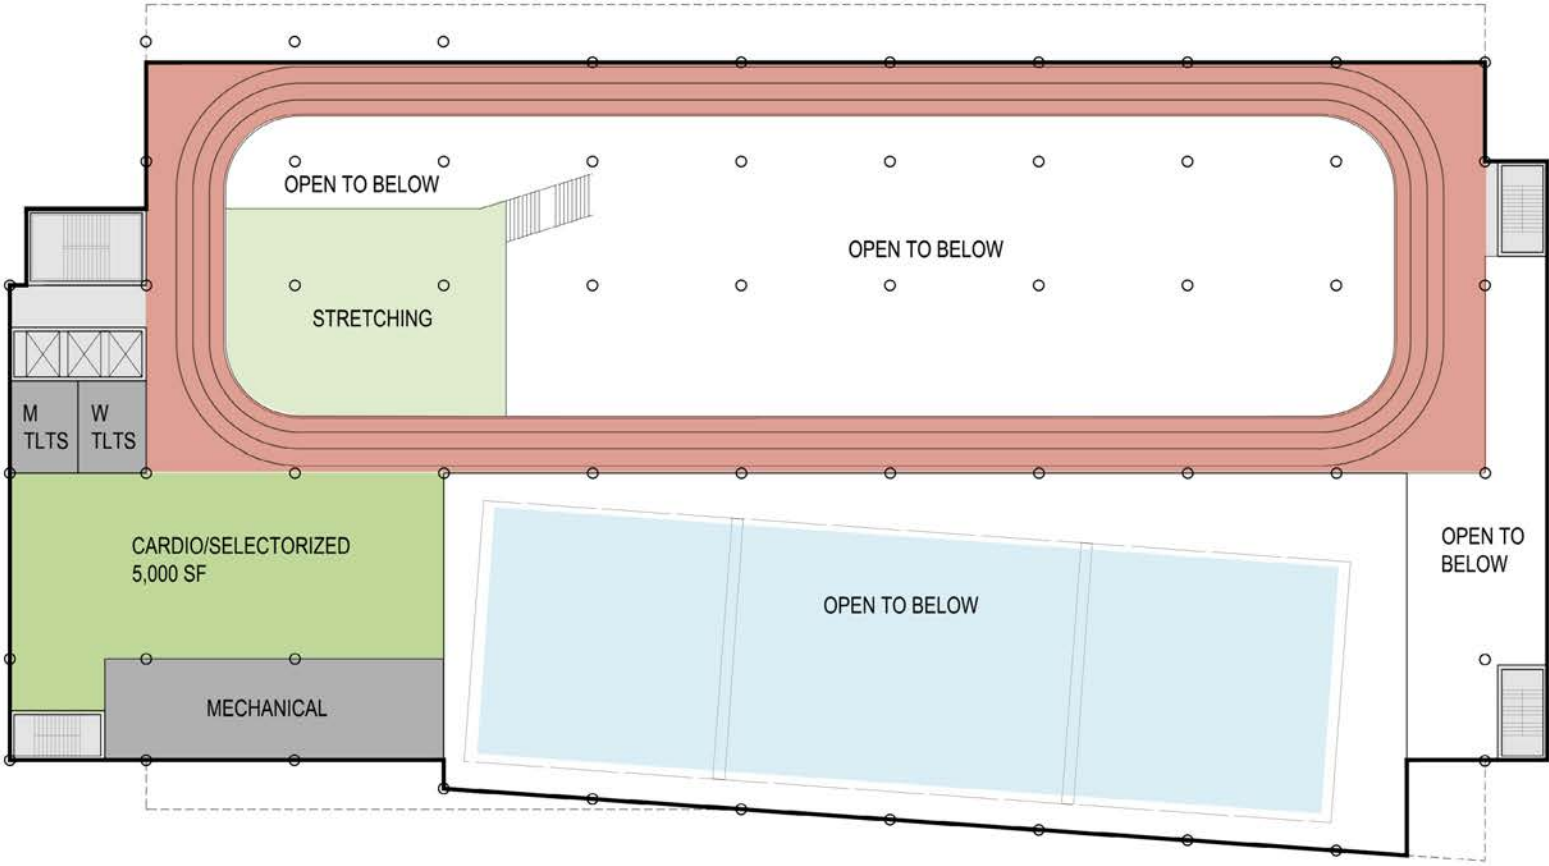 OPEN TO BELOW
OPEN TO BELOW
STRETCHING
M
TLTS
W
TLTS
CARDIO/SELECTORIZED
5,000 SF
OPEN TO
BELOW
OPEN TO BELOW
MECHANICAL